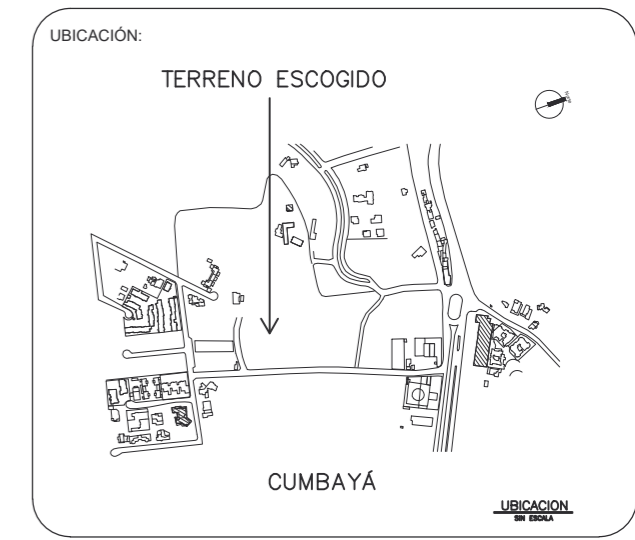 UBICACIÓN:
TERRENO ESCOGIDO
CUMBAYÁ
UBICACION
SIN ESCALA